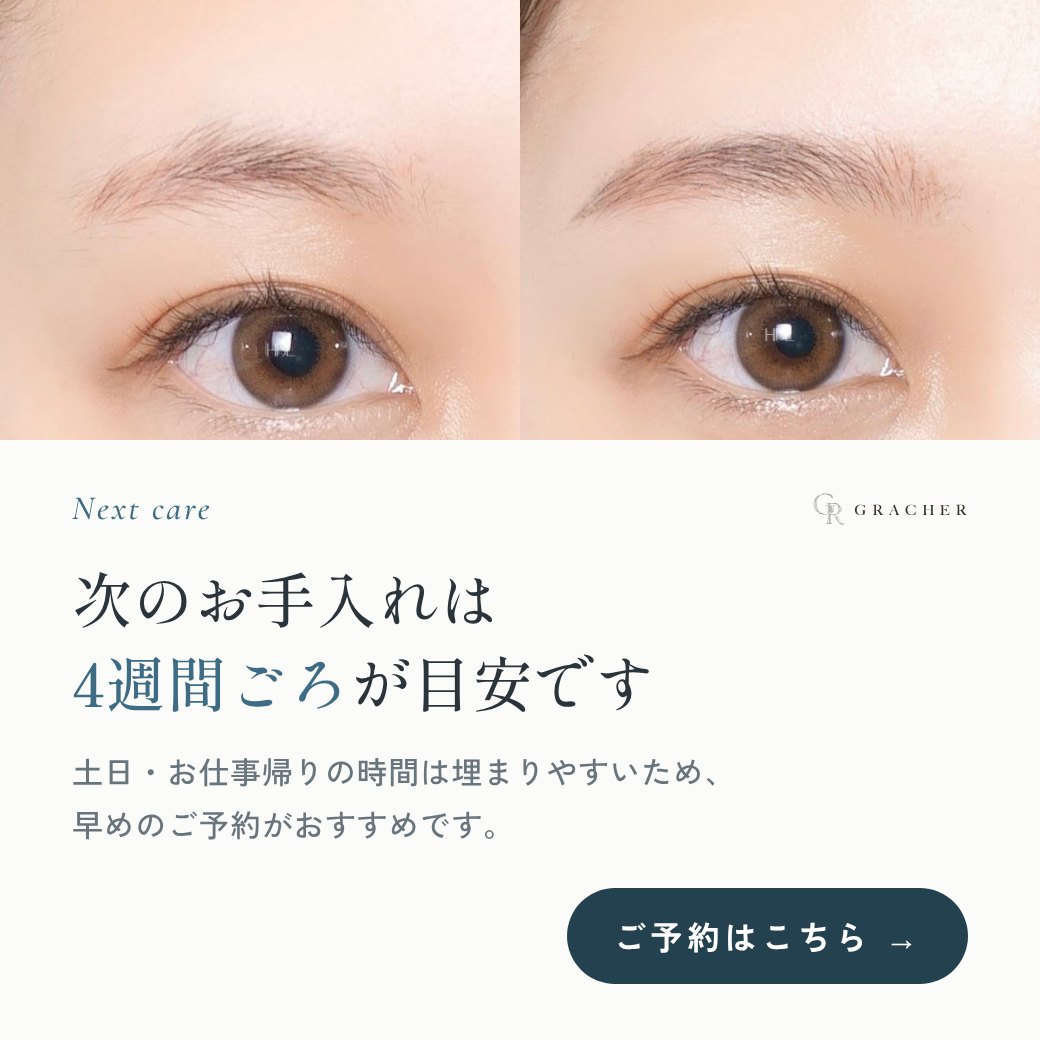 Next care
GR GRACHER
次のお手入れは
4週間ごろが目安です
土日・お仕事帰りの時間は埋まりやすいため、
早めのご予約がおすすめです。
ご予約はこちら →